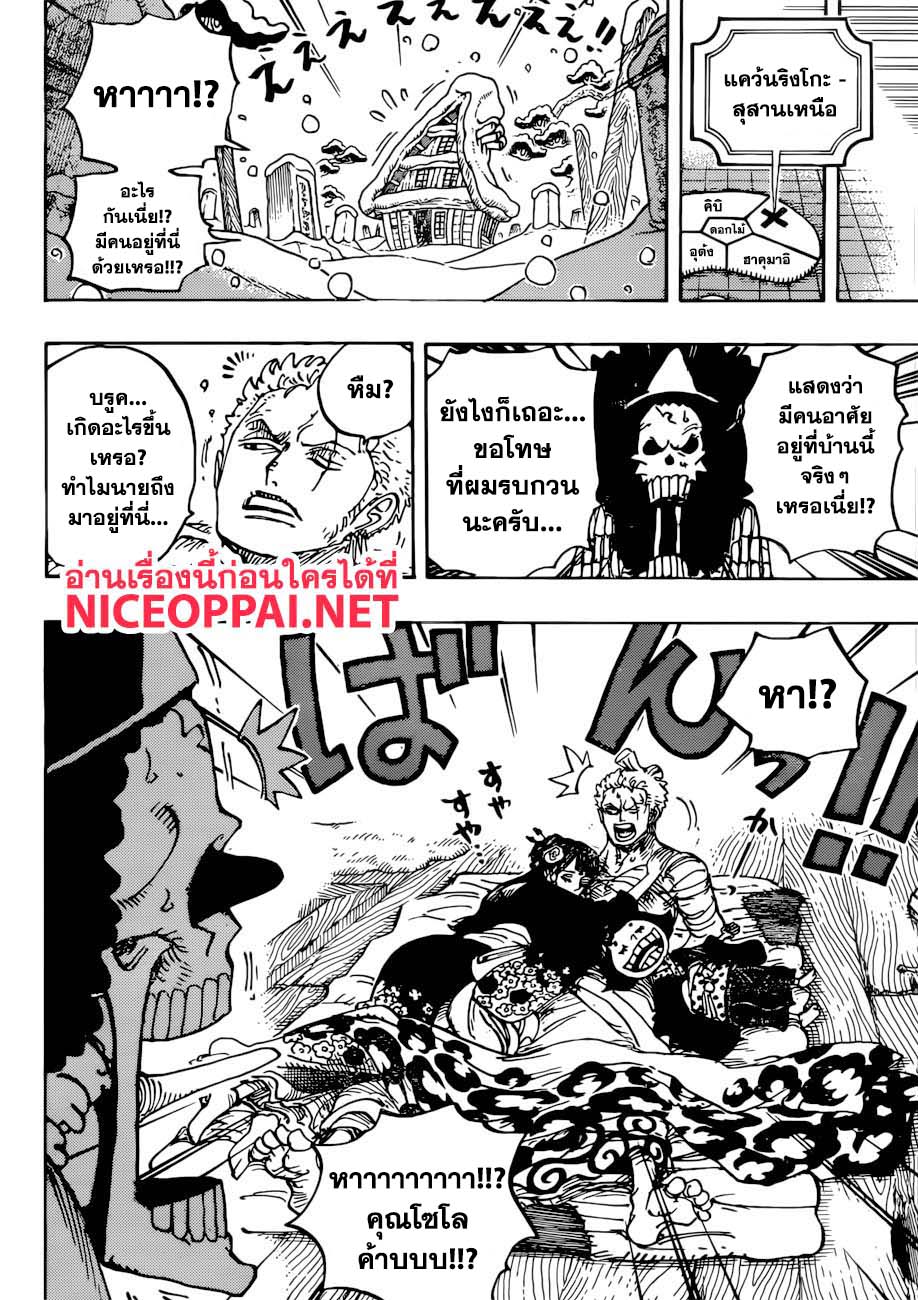 แคว้นริงโกะ -
สุสานเหนือ
คิบิ
ดอกไม้
อุด้ง
ฮาคุมาอิ
えええええええ!!
หาาาา!?
อะไร
กันเนี่ย!?
มีคนอยู่ที่นี่
ด้วยเหรอ!!?
แสดงว่า
มีคนอาศัย
อยู่ที่บ้านนี้
จริงๆ
เหรอเนี่ย!?
ยังไงก็เถอะ...
ขอโทษ
ที่ผมรบกวน
นะครับ...
หืม?
บรูค...
เกิดอะไรขึ้น
เหรอ?
ทำไมนายถึง
มาอยู่ที่นี่...
อ่านเรื่องนี้ก่อนใครได้ที่
NICEOPPAI.NET
ばんっ!!
หา!?
すや
すや
か
หาาาาาาาาา!!!?
คุณโซโล
ค้าบบบ!!?